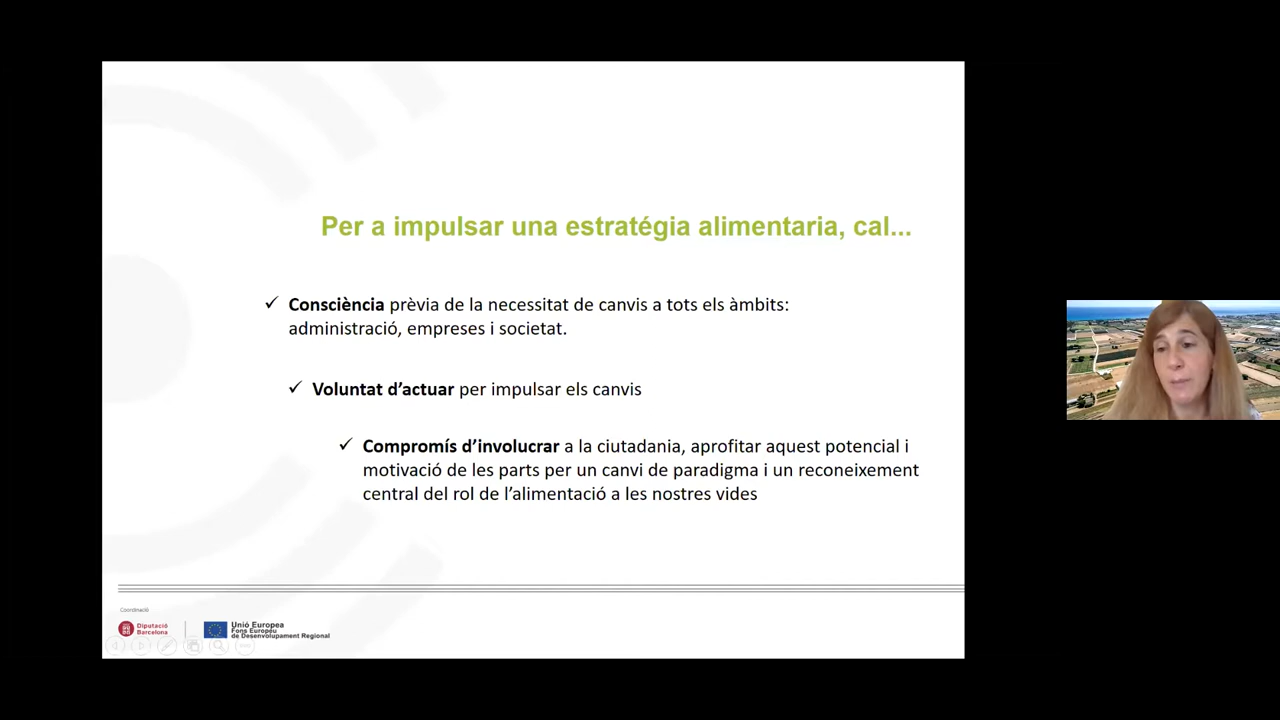 Per a impulsar una estratégia alimentaria, cal...
✓ Consciència prèvia de la necessitat de canvis a tots els àmbits:
administració, empreses i societat.
✓ Voluntat d'actuar per impulsar els canvis
✓ Compromís d'involucrar a la ciutadania, aprofitar aquest potencial i
motivació de les parts per un canvi de paradigma i un reconeixement
central del rol de l'alimentació a les nostres vides
Coordinació
Diputació
Barcelona
Unió Europea
Fons Europeu
de Desenvolupament Regional